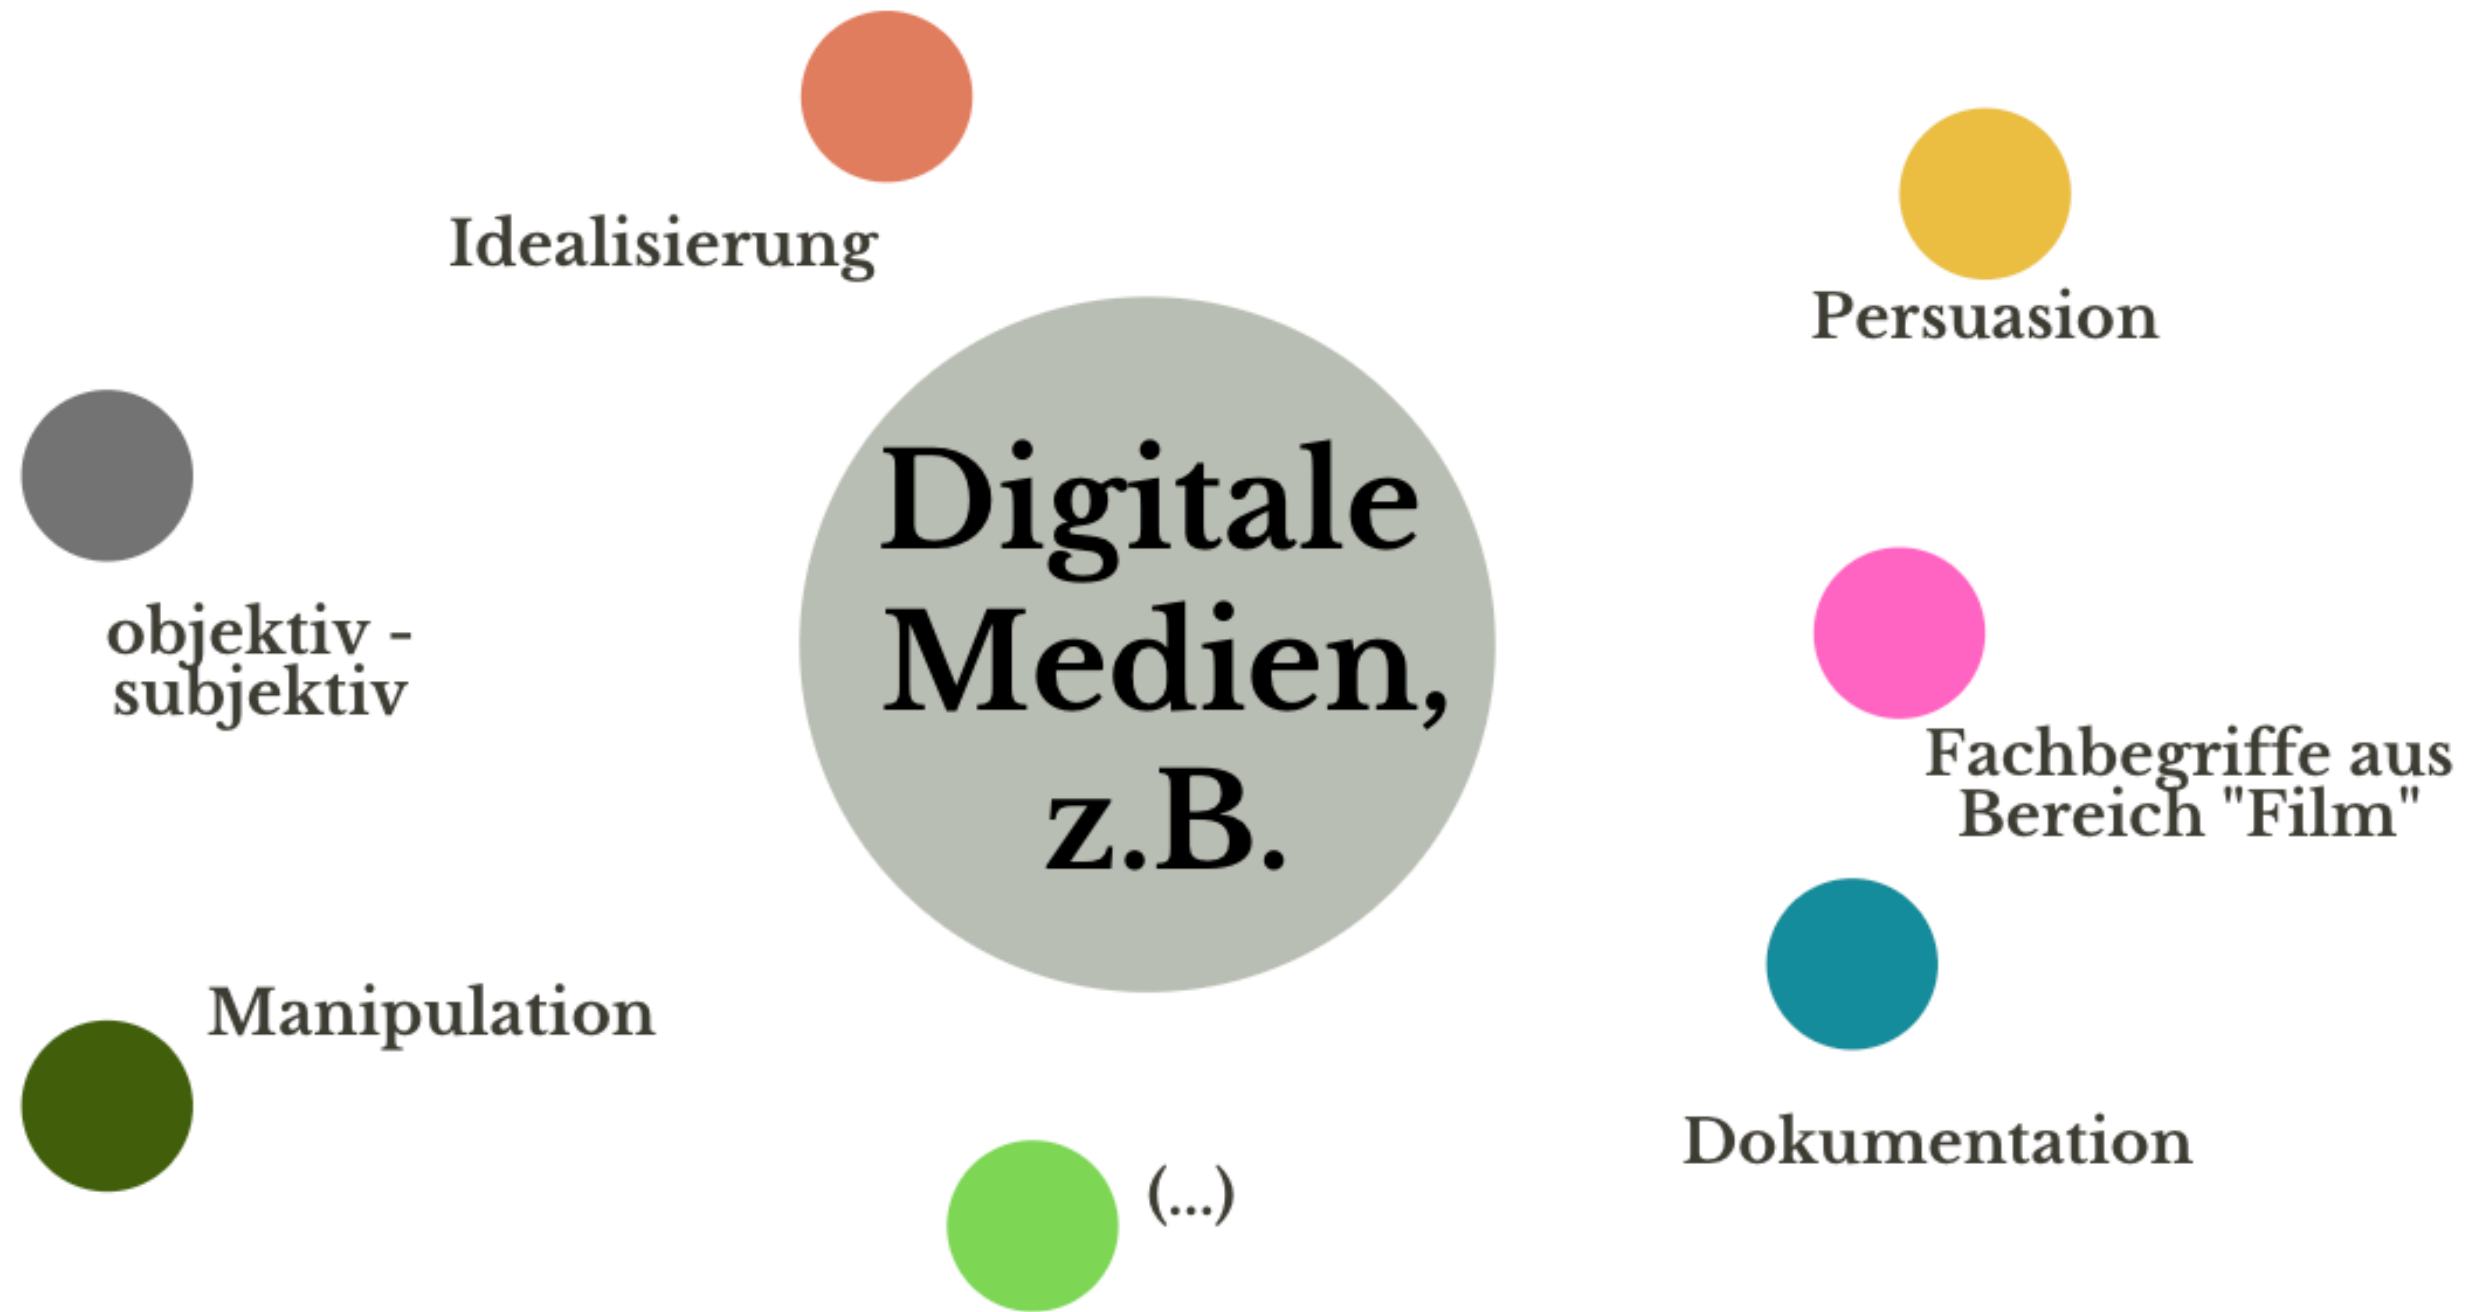 Idealisierung
Persuasion
objektiv -
subjektiv
Digitale
Medien,
z.B.
Fachbegriffe aus
Bereich "Film"
Manipulation
Dokumentation
(...)